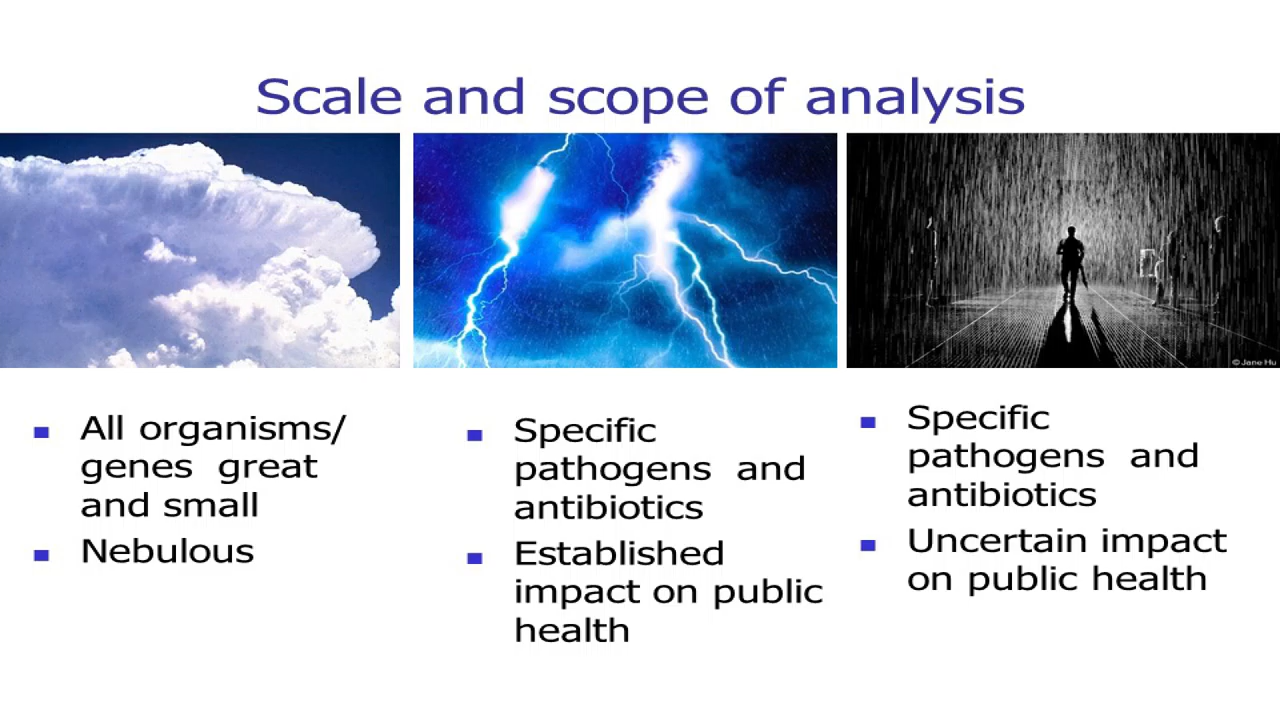 Scale and scope of analysis
© Jane Hu
All organisms/
genes great
and small
Nebulous
Specific
pathogens and
antibiotics
Established
impact on public
health
Specific
pathogens and
antibiotics
Uncertain impact
on public health